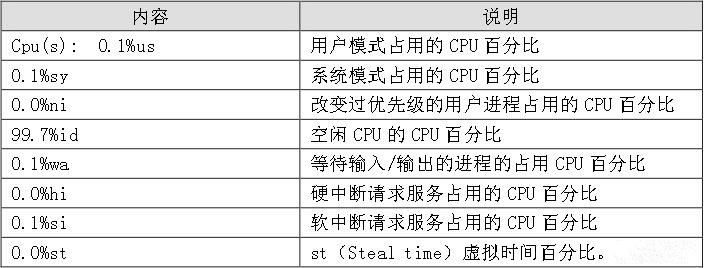 内容 说明
Cpu(s): 0.1%us 用户模式占用的 CPU 百分比
0.1%sy 系统模式占用的 CPU 百分比
0.0%ni 改变过优先级的用户进程占用的 CPU 百分比
99.7%id 空闲 CPU 的 CPU 百分比
0.1%wa 等待输入/输出的进程的占用 CPU 百分比
0.0%hi 硬中断请求服务占用的 CPU 百分比
0.1%si 软中断请求服务占用的 CPU 百分比
0.0%st st（Steal time）虚拟时间百分比。